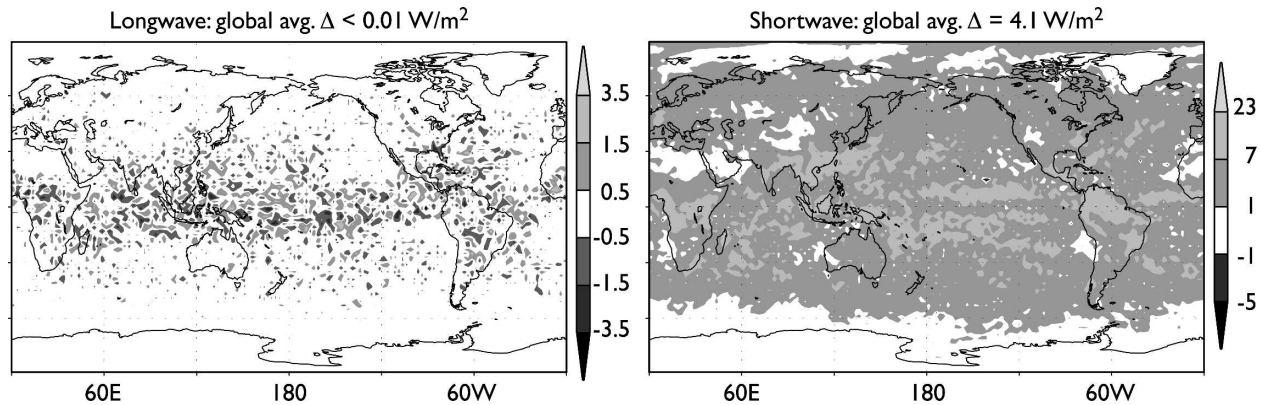 Longwave: global avg. Δ < 0.01 W/m²
3.5
1.5
0.5
-0.5
-1.5
-3.5
60E 180 60W
Shortwave: global avg. Δ = 4.1 W/m²
23
7
1
-1
-5
60E 180 60W